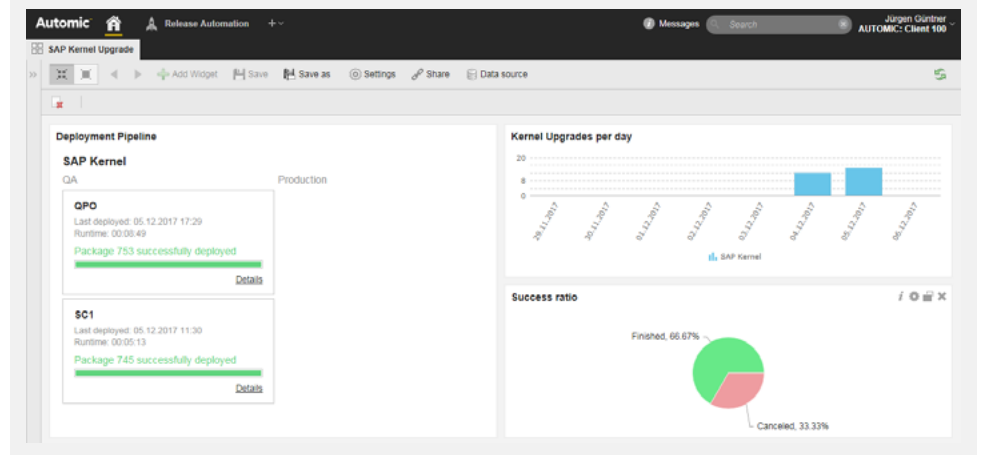 Automic
Release Automation
Messages
Search
Jürgen Güntner
AUTOMIC: Client 100
SAP Kernel Upgrade
Add Widget
Save
Save as
Settings
Share
Data source
Deployment Pipeline
SAP Kernel
QA
Production
QPO
Last deployed: 05.12.2017 17:29
Runtime: 00:08:49
Package 753 successfully deployed
Details
SC1
Last deployed: 05.12.2017 11:30
Runtime: 00:05:13
Package 745 successfully deployed
Details
Kernel Upgrades per day
20
8
0
29.11.2017
30.11.2017
01.12.2017
02.12.2017
03.12.2017
04.12.2017
05.12.2017
06.12.2017
SAP Kernel
Success ratio
Finished, 66.67%
Canceled, 33.33%